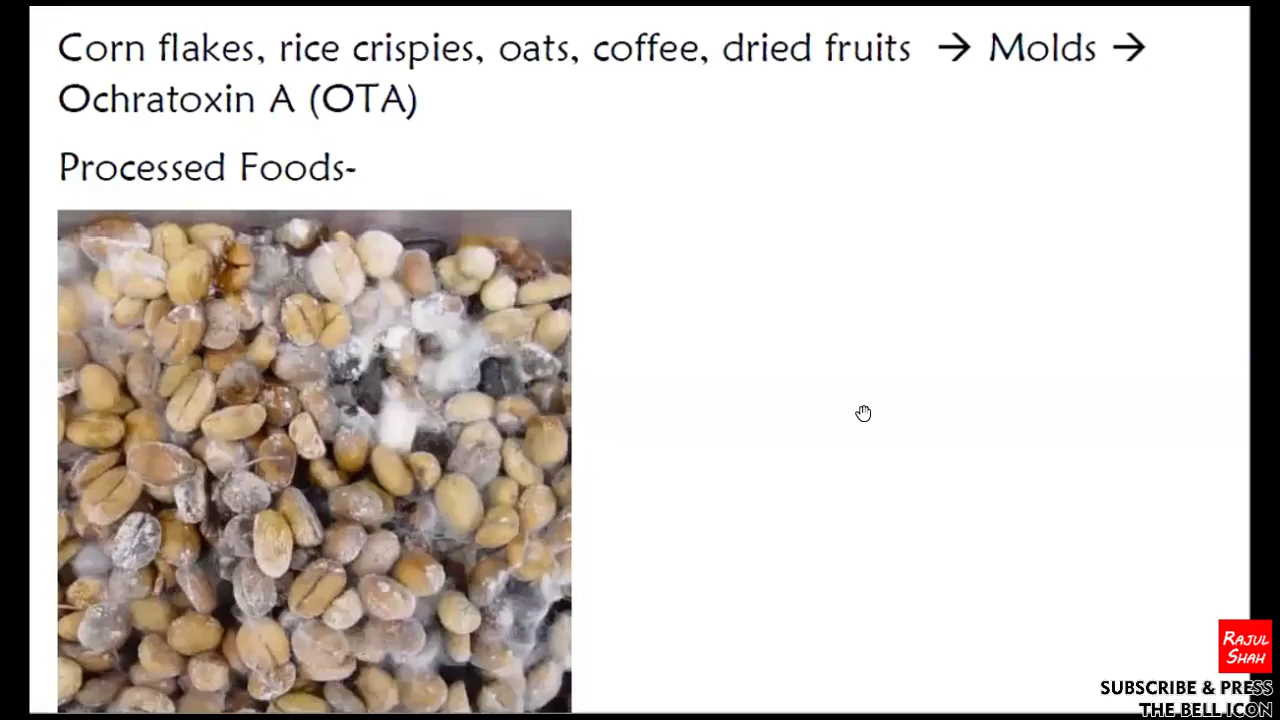 Corn flakes, rice crispies, oats, coffee, dried fruits → Molds →
Ochratoxin A (OTA)
Processed Foods-
RAJUL
SHAH
SUBSCRIBE & PRESS
THE BELL ICON